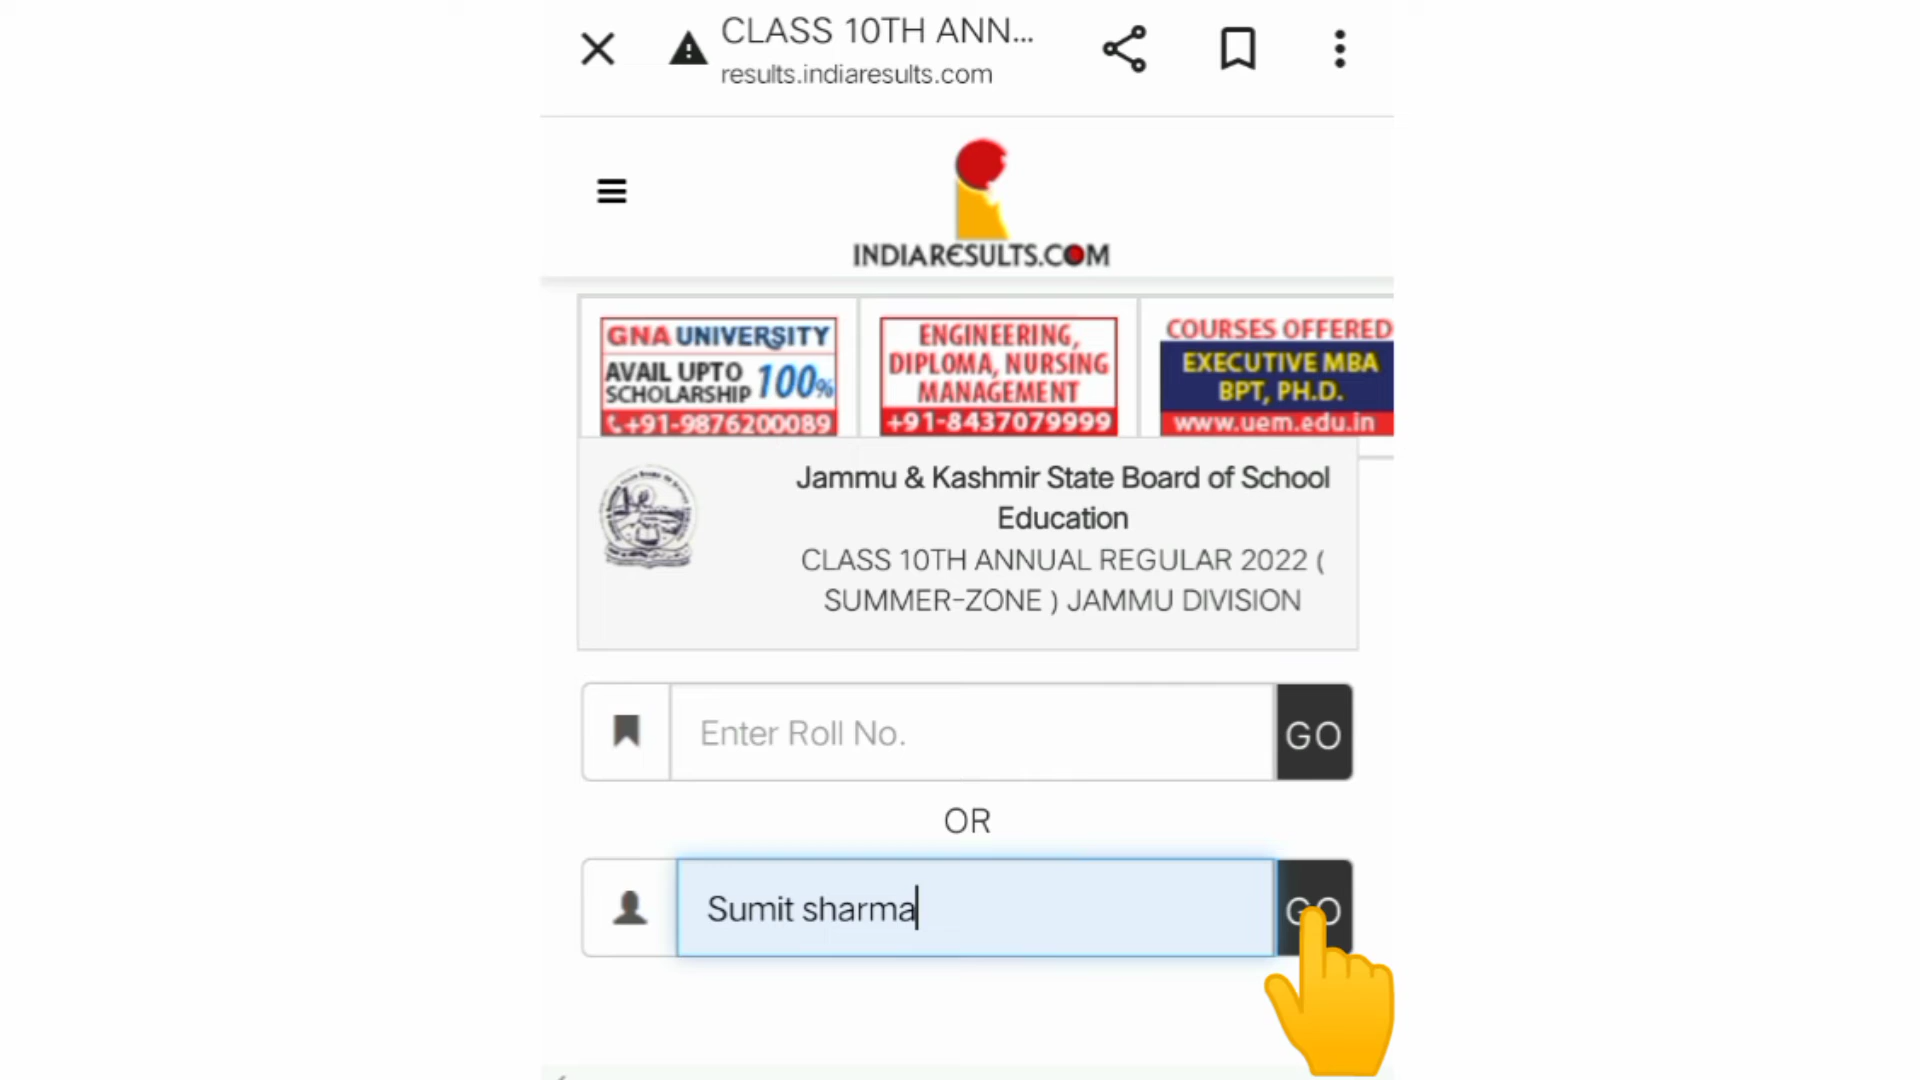 CLASS 10TH ANN...
results.indiaresults.com
INDIARESULTS.COM
GNA UNIVERSITY
AVAIL UPTO
SCHOLARSHIP 100%
+91-9876200089
ENGINEERING,
DIPLOMA, NURSING
MANAGEMENT
+91-8437079999
COURSES OFFERED
EXECUTIVE MBA
BPT, PH.D.
www.uem.edu.in
Jammu & Kashmir State Board of School
Education
CLASS 10TH ANNUAL REGULAR 2022 (
SUMMER-ZONE ) JAMMU DIVISION
Enter Roll No.
GO
OR
Sumit sharma
GO